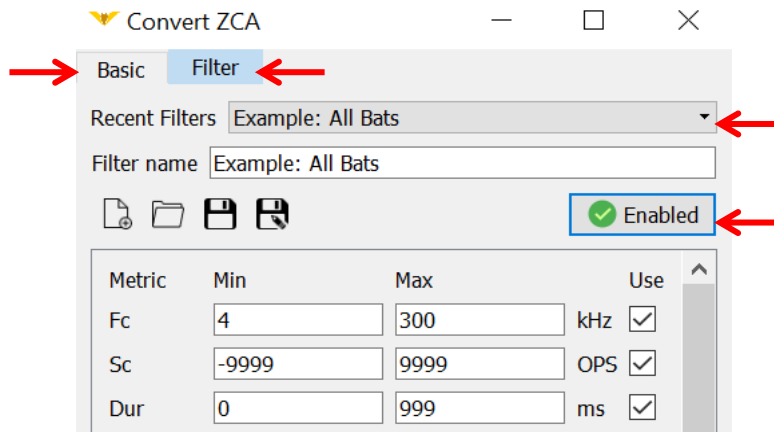 Convert ZCA
Basic Filter
Recent Filters Example: All Bats
Filter name Example: All Bats
Enabled
Metric Min Max Use
Fc 4 300 kHz
Sc -9999 9999 OPS
Dur 0 999 ms